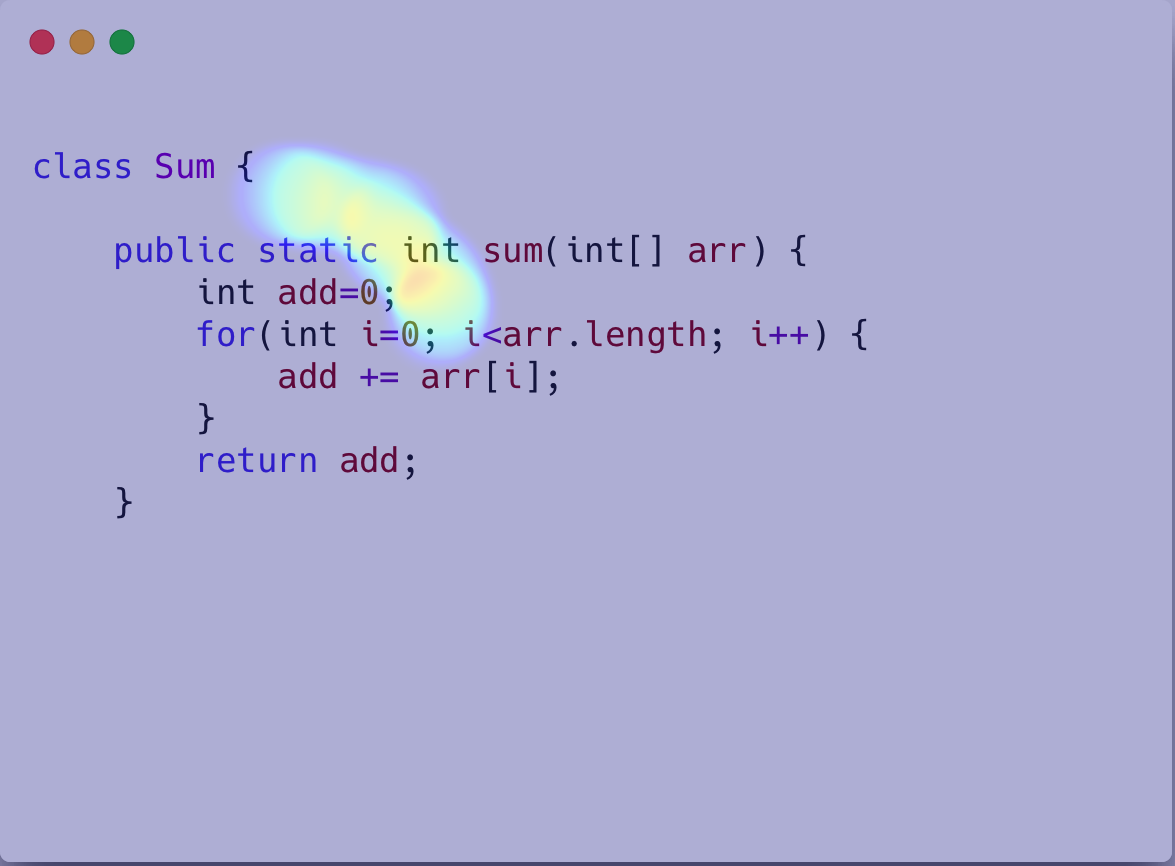 class Sum {
    public static int sum(int[] arr) {
        int add=0;
        for(int i=0; i<arr.length; i++) {
            add += arr[i];
        }
        return add;
    }